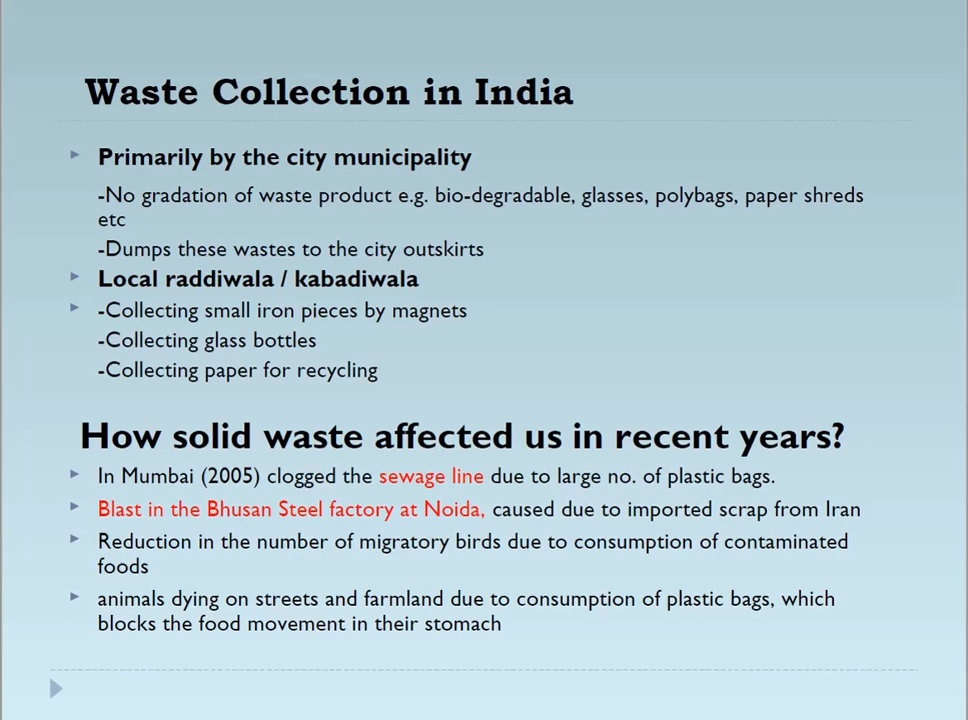 Waste Collection in India
Primarily by the city municipality
-No gradation of waste product e.g. bio-degradable, glasses, polybags, paper shreds
etc
-Dumps these wastes to the city outskirts
Local raddiwala / kabadiwala
-Collecting small iron pieces by magnets
-Collecting glass bottles
-Collecting paper for recycling
How solid waste affected us in recent years?
In Mumbai (2005) clogged the sewage line due to large no. of plastic bags.
Blast in the Bhusan Steel factory at Noida, caused due to imported scrap from Iran
Reduction in the number of migratory birds due to consumption of contaminated
foods
animals dying on streets and farmland due to consumption of plastic bags, which
blocks the food movement in their stomach